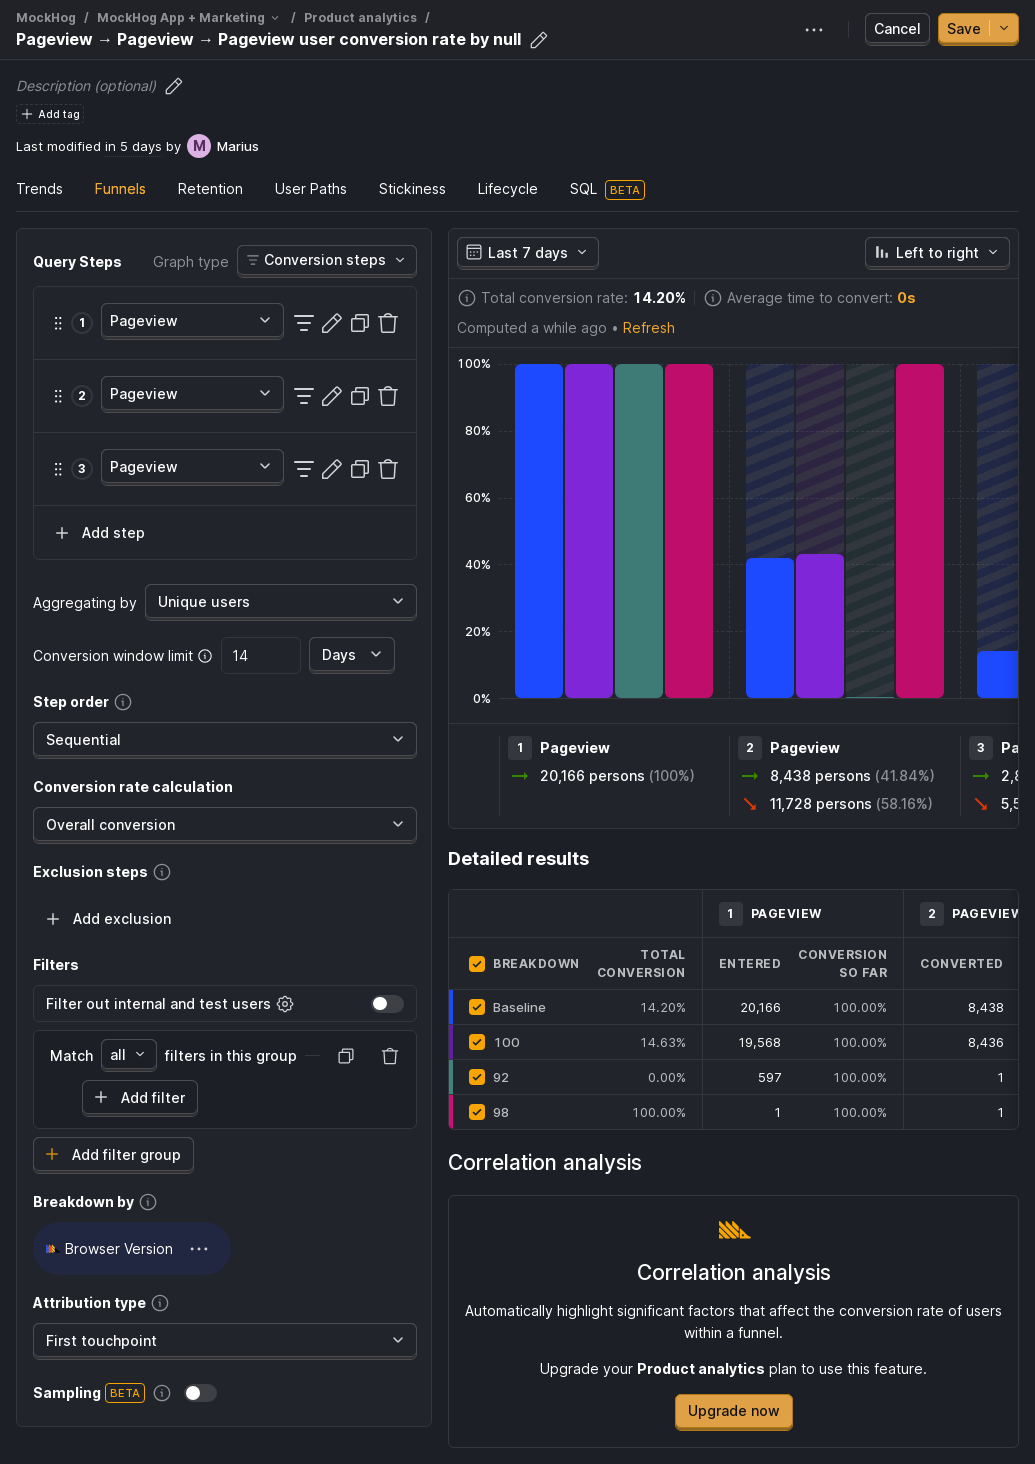 MockHog / MockHog App + Marketing / Product analytics /
Pageview → Pageview → Pageview user conversion rate by null
Cancel
Save
Description (optional)
Add tag
Last modified in 5 days by M Marius
Trends Funnels Retention User Paths Stickiness Lifecycle SQL BETA
Query Steps Graph type Conversion steps
1 Pageview
2 Pageview
3 Pageview
Add step
Aggregating by Unique users
Conversion window limit 14 Days
Step order
Sequential
Conversion rate calculation
Overall conversion
Exclusion steps
Add exclusion
Filters
Filter out internal and test users
Match all filters in this group
Add filter
Add filter group
Breakdown by
Browser Version
Attribution type
First touchpoint
Sampling BETA
Last 7 days Left to right
Total conversion rate: 14.20% Average time to convert: 0s
Computed a while ago • Refresh
100%
80%
60%
40%
20%
0%
1 Pageview 2 Pageview 3 Pa
20,166 persons (100%) 8,438 persons (41.84%) 2,8
11,728 persons (58.16%) 5,5
Detailed results
1 PAGEVIEW 2 PAGEVIEW
BREAKDOWN TOTAL CONVERSION ENTERED CONVERSION SO FAR CONVERTED
Baseline 14.20% 20,166 100.00% 8,438
100 14.63% 19,568 100.00% 8,436
92 0.00% 597 100.00% 1
98 100.00% 1 100.00% 1
Correlation analysis
Correlation analysis
Automatically highlight significant factors that affect the conversion rate of users
within a funnel.
Upgrade your Product analytics plan to use this feature.
Upgrade now